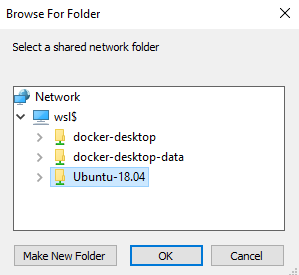 Browse For Folder
Select a shared network folder
Network
wsl$
docker-desktop
docker-desktop-data
Ubuntu-18.04
Make New Folder
OK
Cancel